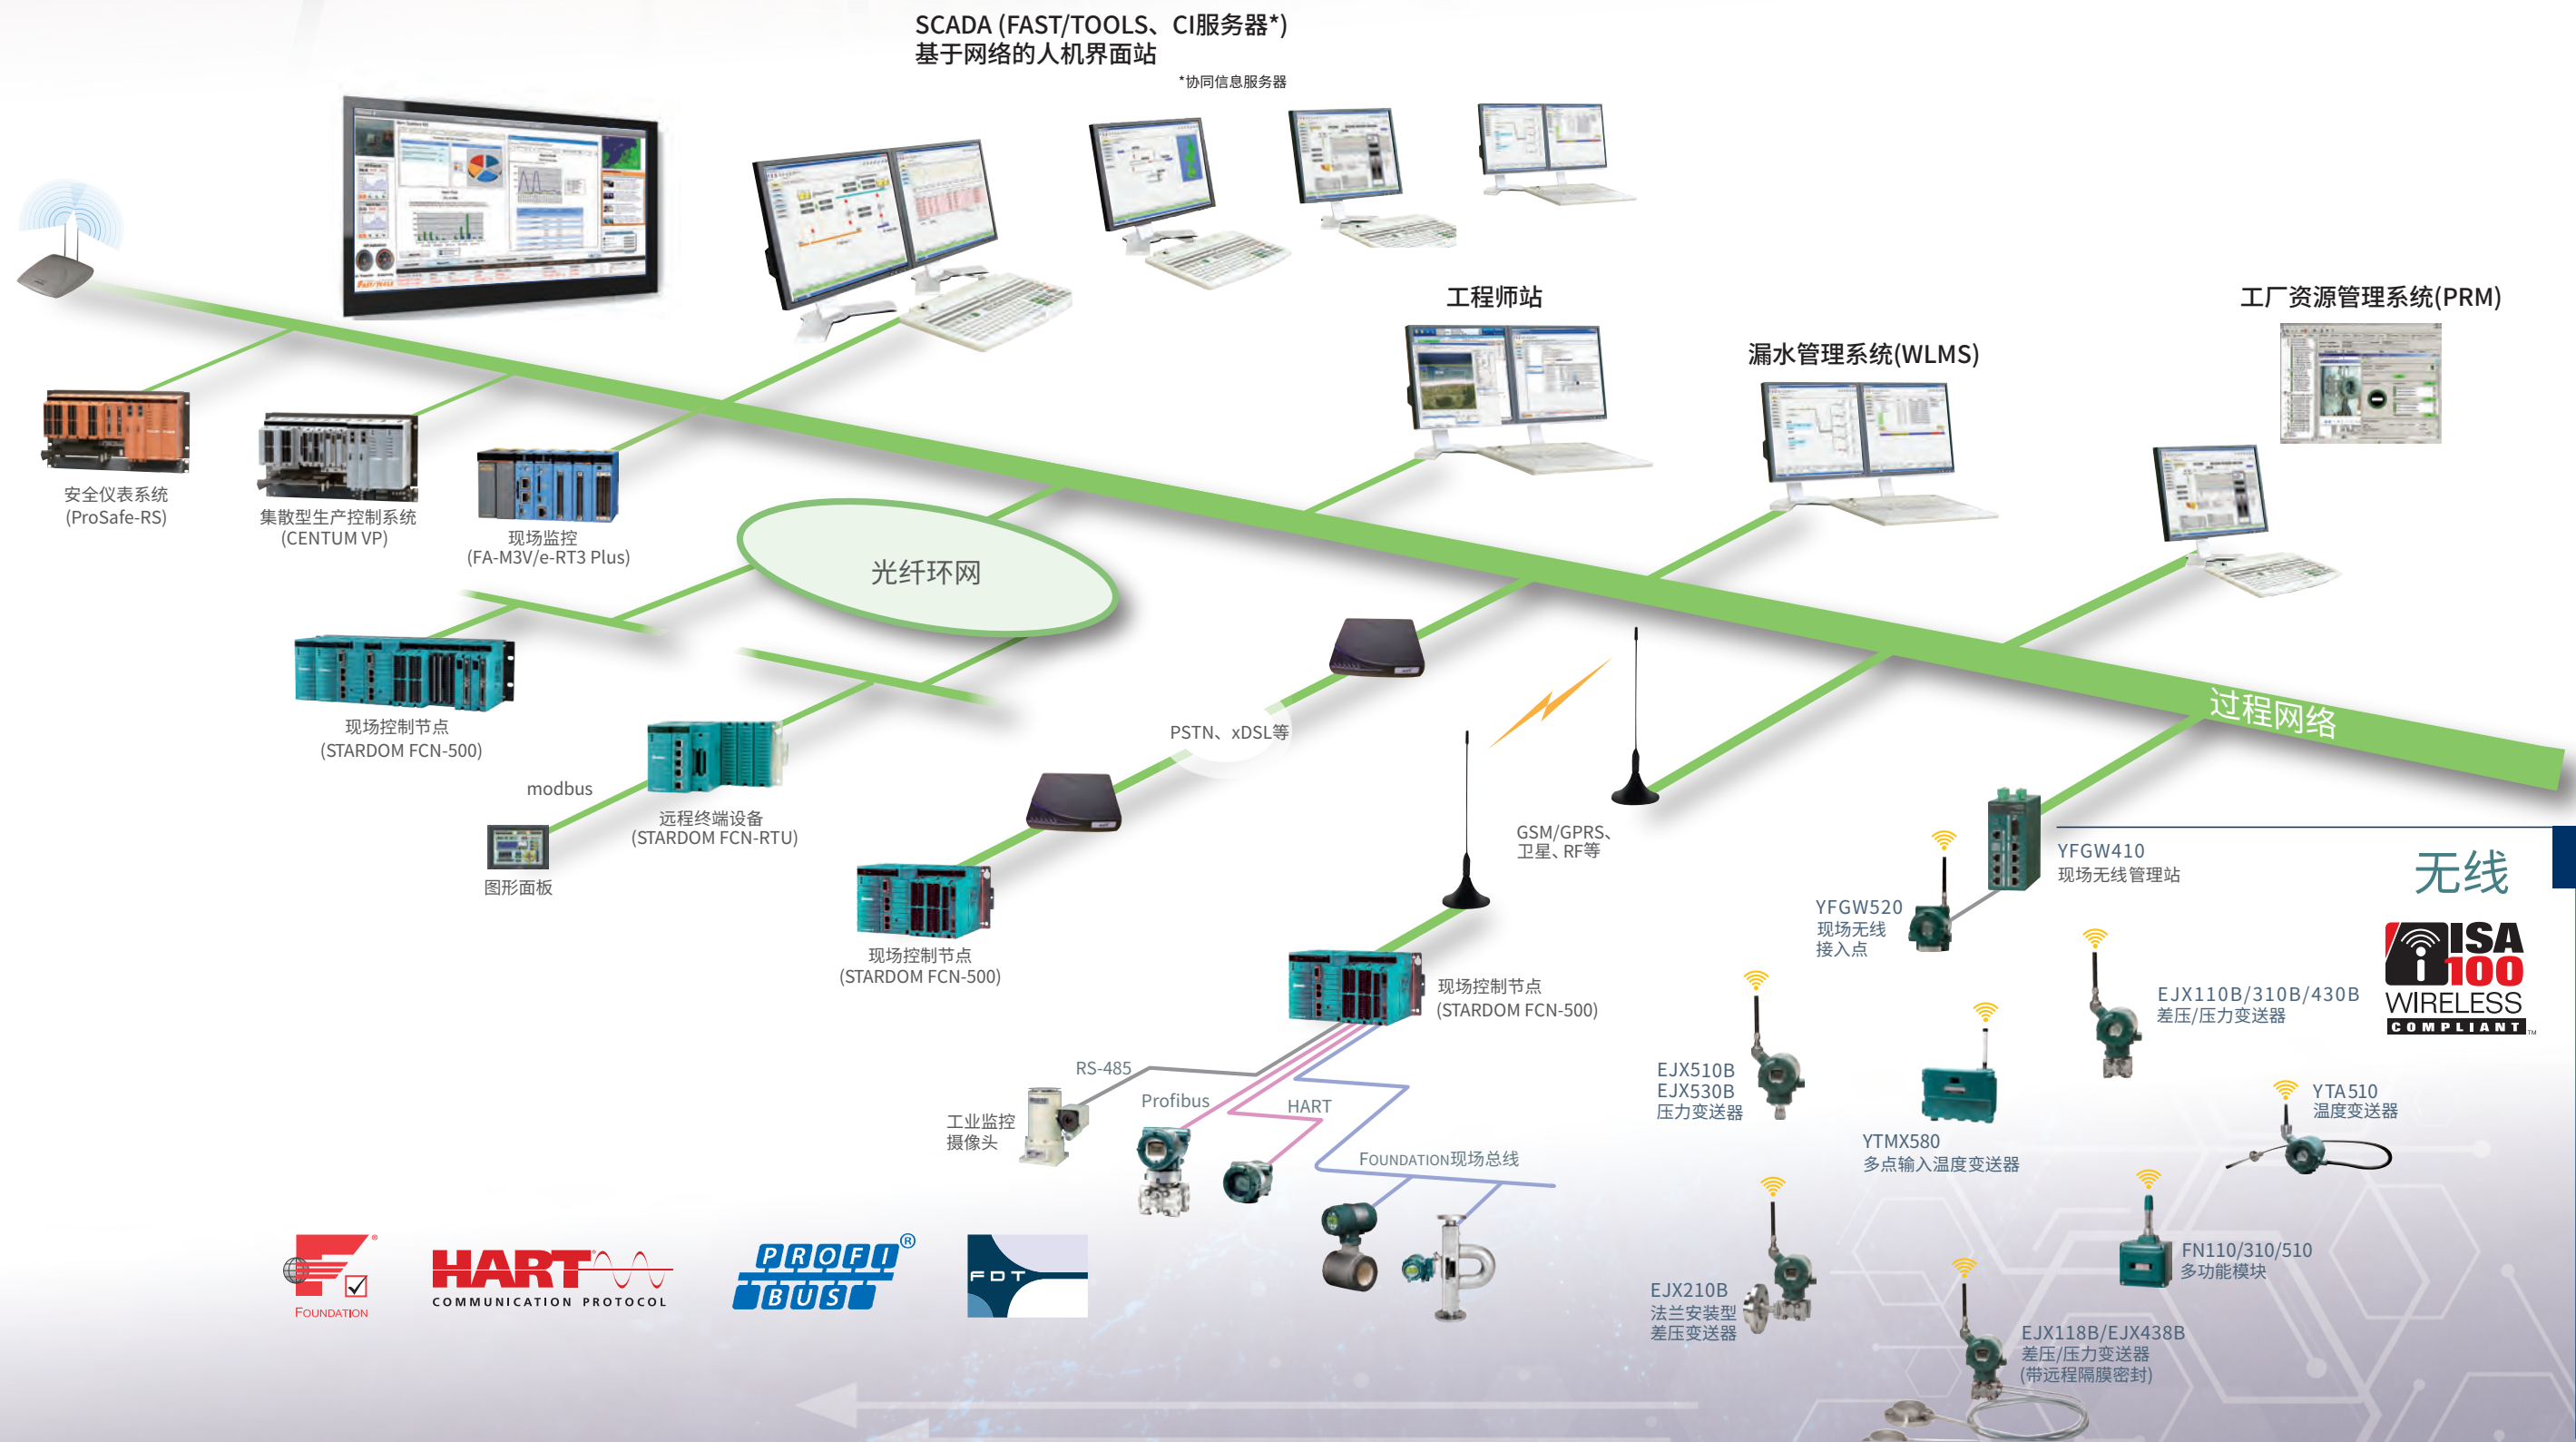 SCADA (FAST/TOOLS、CI服务器*)
基于网络的人机界面站
*协同信息服务器
工程师站
工厂资源管理系统(PRM)
漏水管理系统(WLMS)
安全仪表系统
(ProSafe-RS)
集散型生产控制系统
(CENTUM VP)
现场监控
(FA-M3V/e-RT3 Plus)
光纤环网
过程网络
现场控制节点
(STARDOM FCN-500)
PSTN、xDSL等
modbus
远程终端设备
(STARDOM FCN-RTU)
图形面板
GSM/GPRS、
卫星、RF等
现场控制节点
(STARDOM FCN-500)
现场控制节点
(STARDOM FCN-500)
YFGW410
现场无线管理站
无线
YFGW520
现场无线
接入点
ISA
100
WIRELESS
COMPLIANT™
EJX110B/310B/430B
差压/压力变送器
RS-485
Profibus
HART
工业监控
摄像头
FOUNDATION现场总线
EJX510B
EJX530B
压力变送器
YTMX580
多点输入温度变送器
YTA510
温度变送器
FN110/310/510
多功能模块
EJX210B
法兰安装型
差压变送器
EJX118B/EJX438B
差压/压力变送器
(带远程隔膜密封)
®
FOUNDATION
HART®
COMMUNICATION PROTOCOL
PROFI®
BUS
FDT